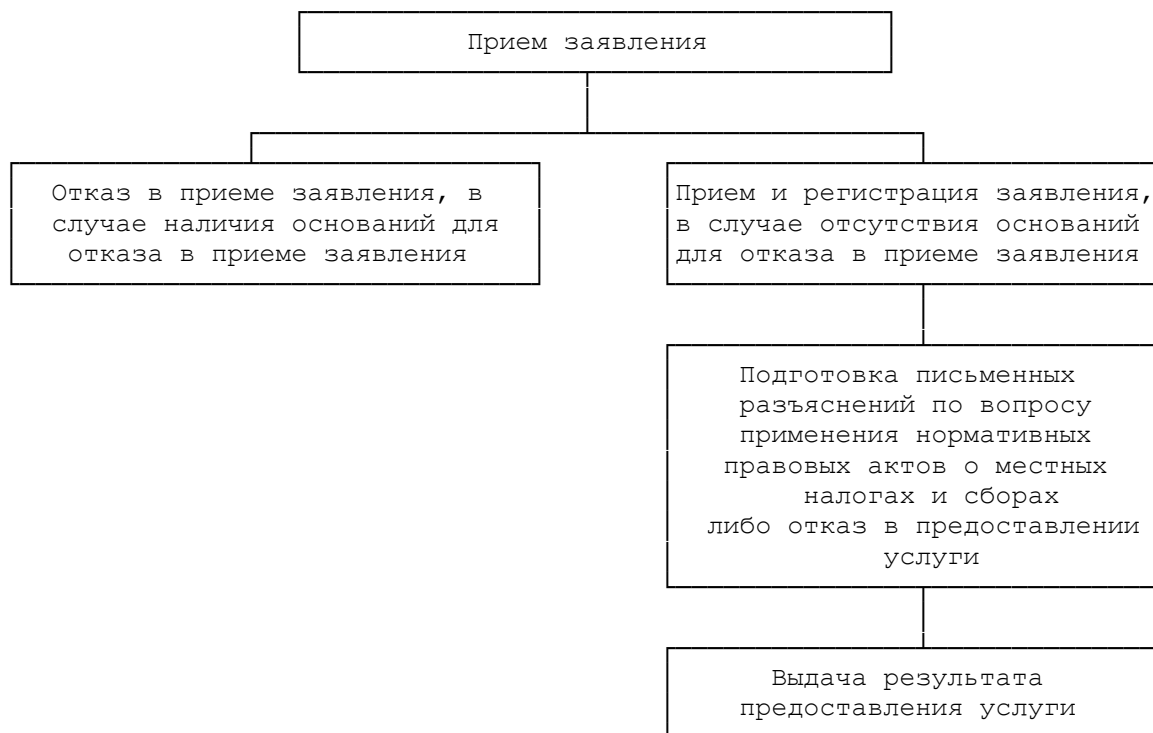 Прием заявления
Отказ в приеме заявления, в
случае наличия оснований для
отказа в приеме заявления
Прием и регистрация заявления,
в случае отсутствия оснований
для отказа в приеме заявления
Подготовка письменных
разъяснений по вопросу
применения нормативных
правовых актов о местных
налогах и сборах
либо отказ в предоставлении
услуги
Выдача результата
предоставления услуги